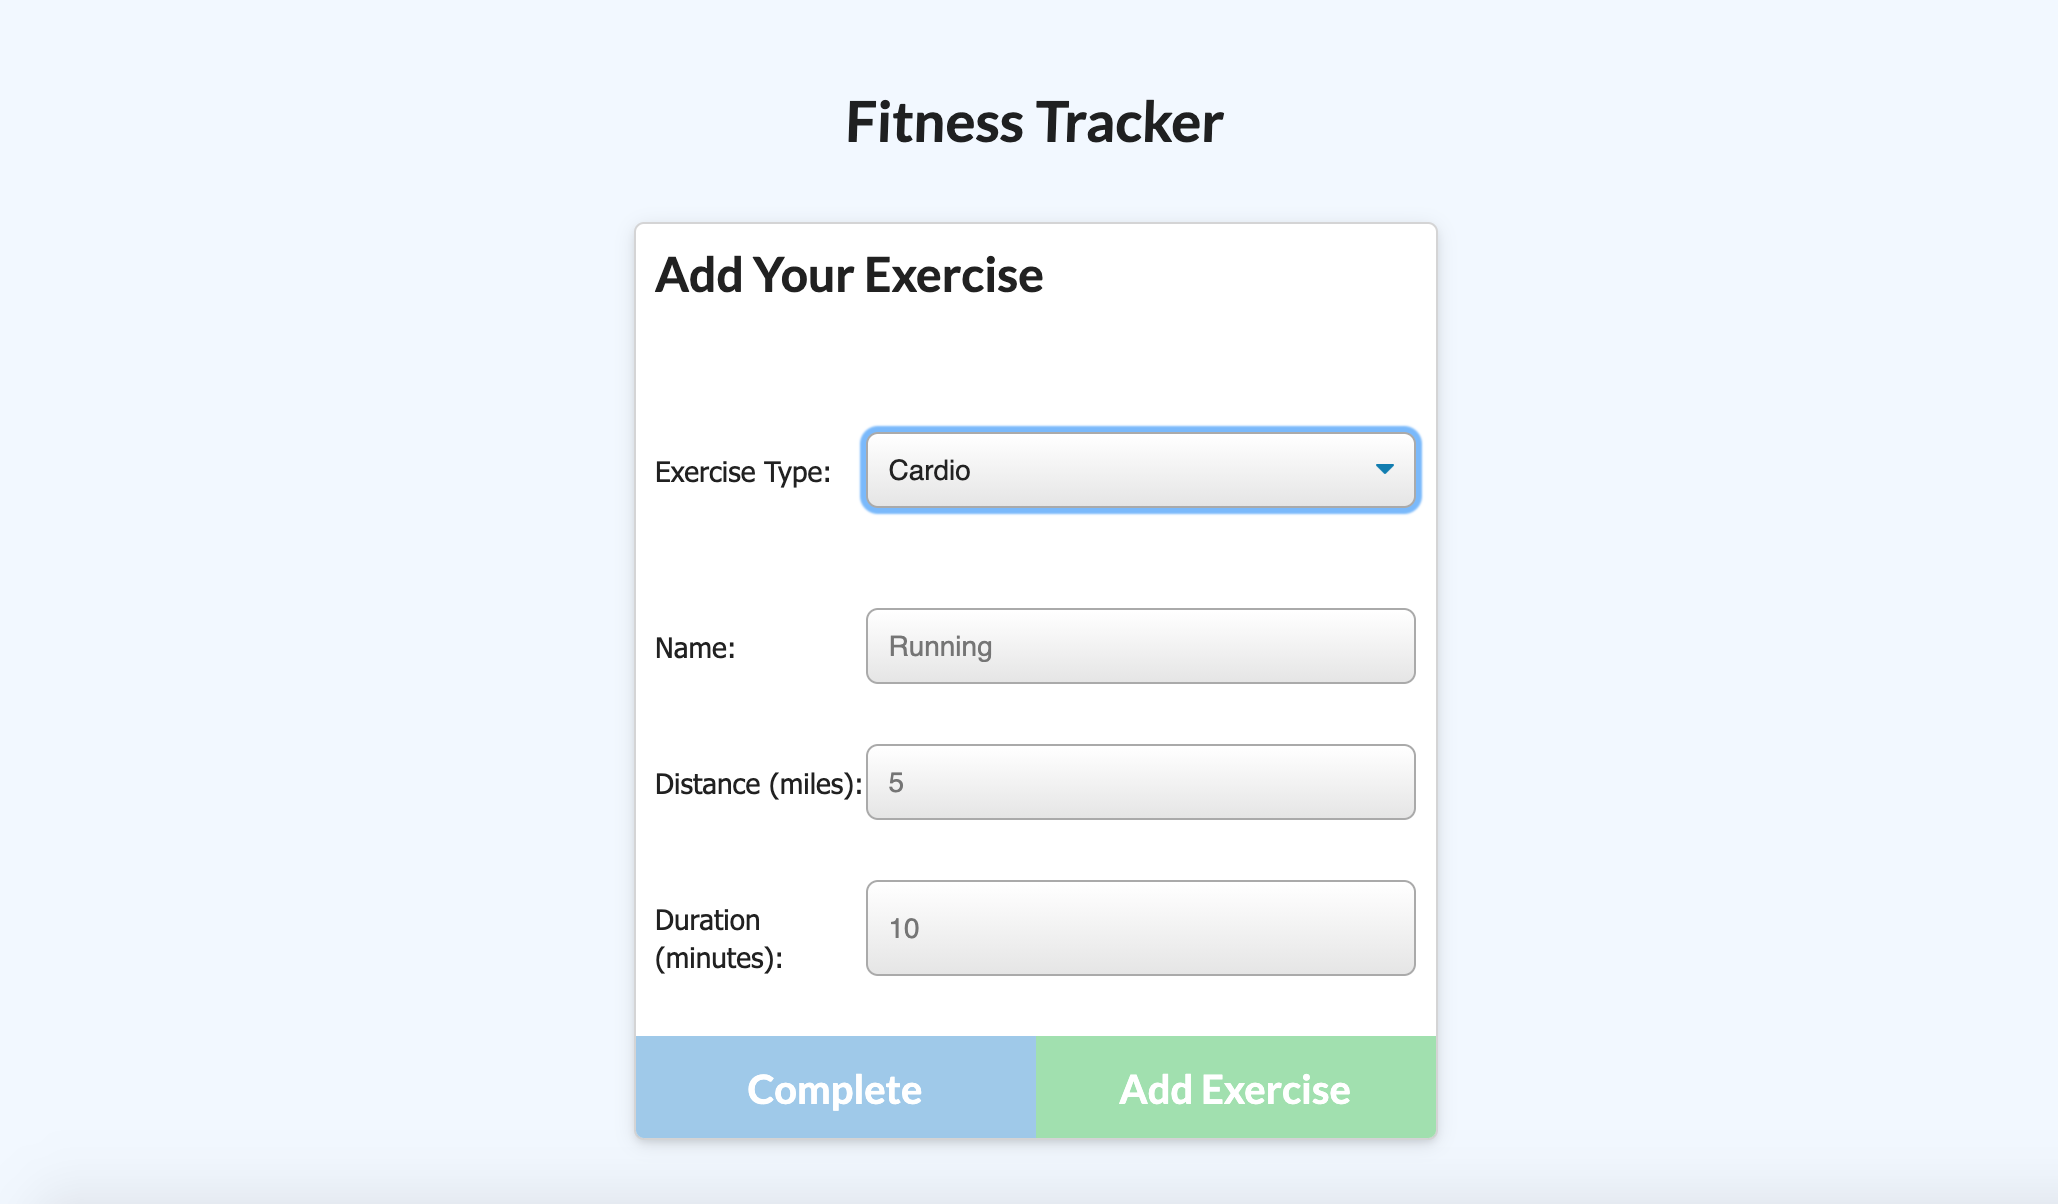 Fitness Tracker
Add Your Exercise
Exercise Type: Cardio
Name: Running
Distance (miles): 5
Duration
(minutes): 10
Complete Add Exercise